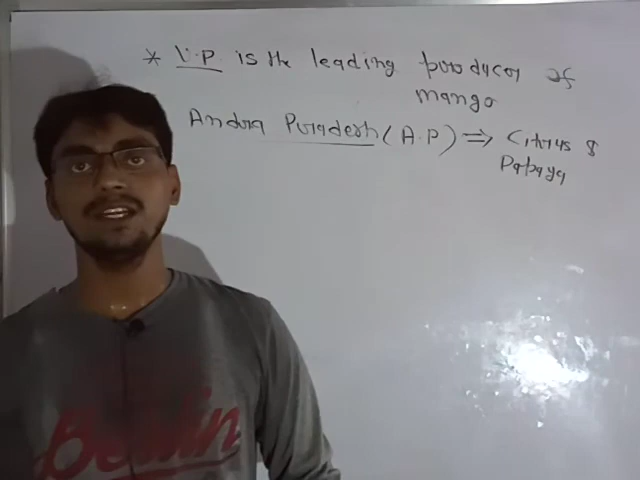 * U.P is the leading producer of
mango
Andra Pradesh (A.P) ⇒ Citrus &
Papaya
Berlin